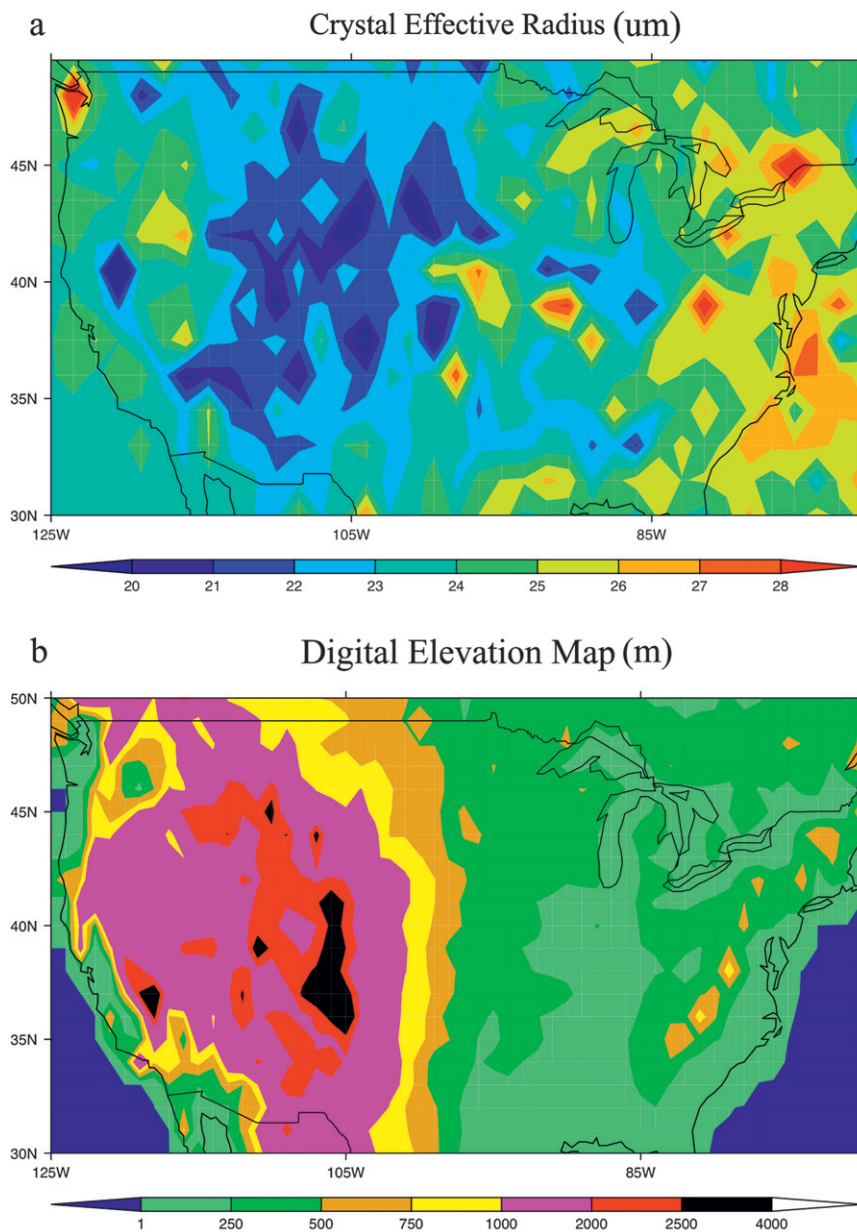 a
Crystal Effective Radius (um)
45N
40N
35N
30N
125W 105W 85W
20 21 22 23 24 25 26 27 28
b
Digital Elevation Map (m)
50N
45N
40N
35N
30N
125W 105W 85W
1 250 500 750 1000 2000 2500 4000